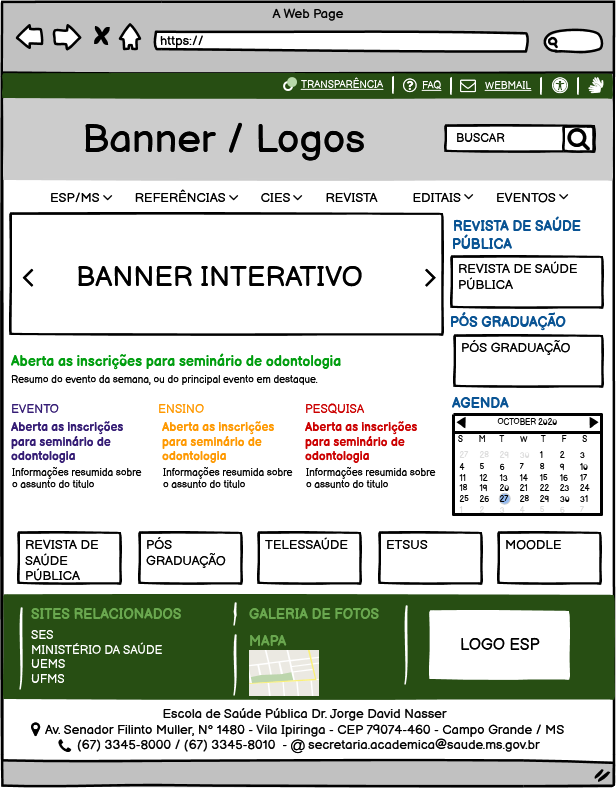 A Web Page
https://
TRANSPARÊNCIA
FAQ
WEBMAIL
Banner / Logos
BUSCAR
ESP/MS REFERÊNCIAS CIES REVISTA EDITAIS EVENTOS
BANNER INTERATIVO
REVISTA DE SAÚDE
PÚBLICA
REVISTA DE SAÚDE
PÚBLICA
PÓS GRADUAÇÃO
PÓS GRADUAÇÃO
Aberta as inscrições para seminário de odontologia
Resumo do evento da semana, ou do principal evento em destaque.
EVENTO
Aberta as inscrições
para seminário de
odontologia
Informações resumida sobre
o assunto do titulo
ENSINO
Aberta as inscrições
para seminário de
odontologia
Informações resumida sobre
o assunto do titulo
PESQUISA
Aberta as inscrições
para seminário de
odontologia
Informações resumida sobre
o assunto do titulo
AGENDA
OCTOBER 2020
S M T W T F S
27 28 29 30 1 2 3
4 5 6 7 8 9 10
11 12 13 14 15 16 17
18 19 20 21 22 23 24
25 26 27 28 29 30 31
1 2 3 4 5 6 7
REVISTA DE
SAÚDE
PÚBLICA
PÓS
GRADUAÇÃO
TELESSAÚDE
ETSUS
MOODLE
SITES RELACIONADOS
SES
MINISTÉRIO DA SAÚDE
UEMS
UFMS
GALERIA DE FOTOS
MAPA
LOGO ESP
Escola de Saúde Pública Dr. Jorge David Nasser
Av. Senador Filinto Muller, N° 1480 - Vila Ipiringa - CEP 79074-460 - Campo Grande / MS
(67) 3345-8000 / (67) 3345-8010 - @ secretaria.academica@saude.ms.gov.br